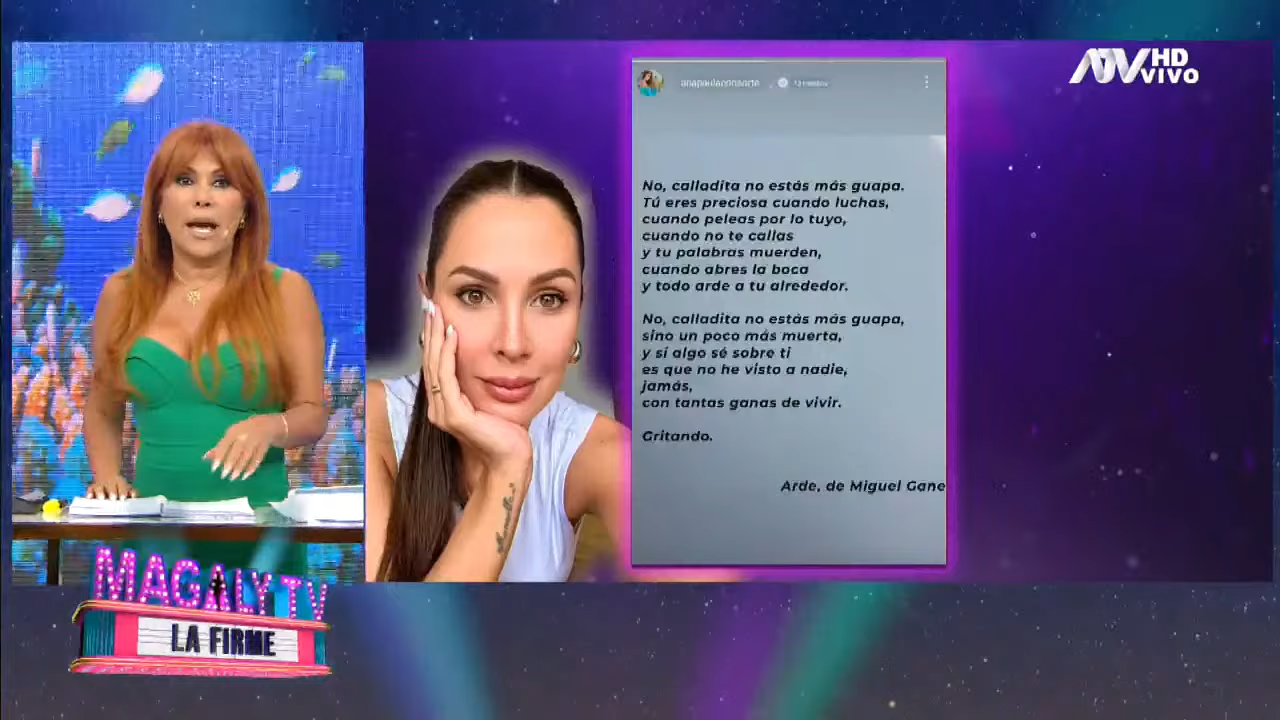 ATV HD
VIVO
anapaulaconsorte
No, calladita no estás más guapa.
Tú eres preciosa cuando luchas,
cuando peleas por lo tuyo,
cuando no te callas
y tu palabras muerden,
cuando abres la boca
y todo arde a tu alrededor.
No, calladita no estás más guapa,
sino un poco más muerta,
y sí algo sé sobre ti
es que no he visto a nadie,
jamás,
con tantas ganas de vivir.
Gritando.
Arde, de Miguel Gane
MAGALY TV
LA FIRME